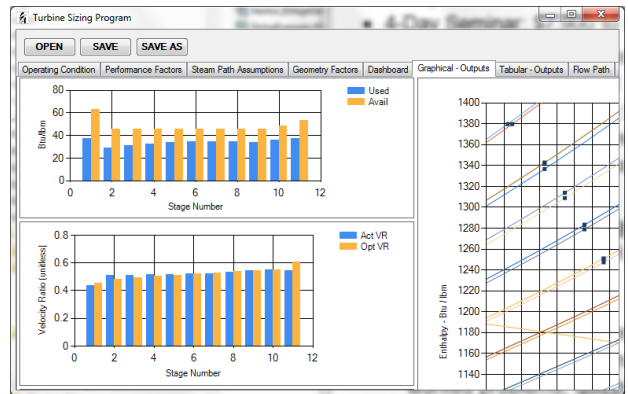 Turbine Sizing Program
4-Day Seminar: $7,900
OPEN SAVE SAVE AS
Operating Condition Performance Factors Steam Path Assumptions Geometry Factors Dashboard Graphical - Outputs Tabular - Outputs Flow Path
Btu/lbm
80
60
40
20
0
0 2 4 6 8 10 12
Stage Number
Used
Avail
Velocity Ratio (unitless)
0.8
0.6
0.4
0.2
0
0 2 4 6 8 10 12
Stage Number
Act VR
Opt VR
Enthalpy - Btu / lbm
1400
1380
1360
1340
1320
1300
1280
1260
1240
1220
1200
1180
1160
1140